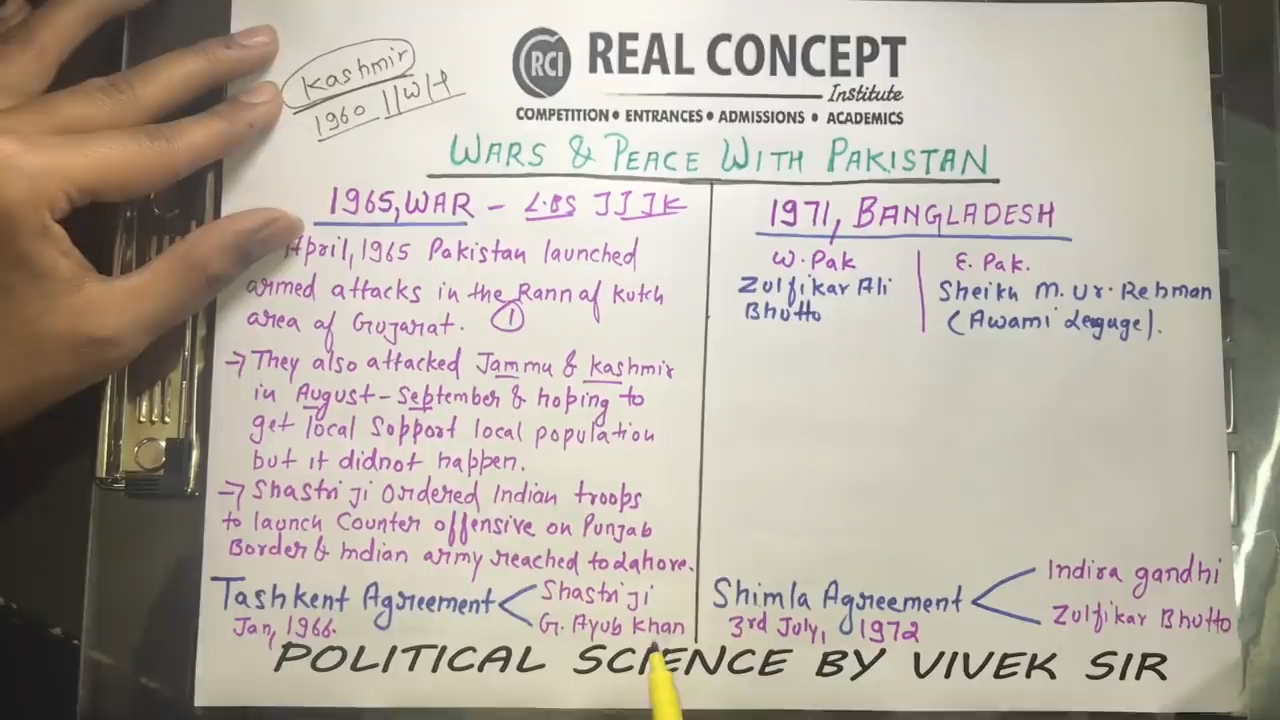 Kashmir
1960 IIWIt
RCI
REAL CONCEPT
Institute
COMPETITION • ENTRANCES • ADMISSIONS • ACADEMICS
WARS & PEACE WITH PAKISTAN
1965, WAR - L.BS JJJK
April, 1965 Pakistan launched
armed attacks in the Rann of Kutch
area of Gujarat. 1
→ They also attacked Jammu & Kashmir
in August - September & hoping to
get local support local population
but it didnot happen.
→ Shastri ji Ordered Indian troops
to launch Counter offensive on Punjab
Border & Indian army reached to Lahore.
Tashkent Agreement
Jan, 1966.
Shastri ji
G. Ayub Khan
1971, BANGLADESH
W. Pak
Zulfikar Ali
Bhutto
E. Pak.
Sheikh M. Ur. Rehman
(Awami Leguge).
Shimla Agreement
3rd July, 1972
Indira gandhi
Zulfikar Bhutto
POLITICAL SCIENCE BY VIVEK SIR